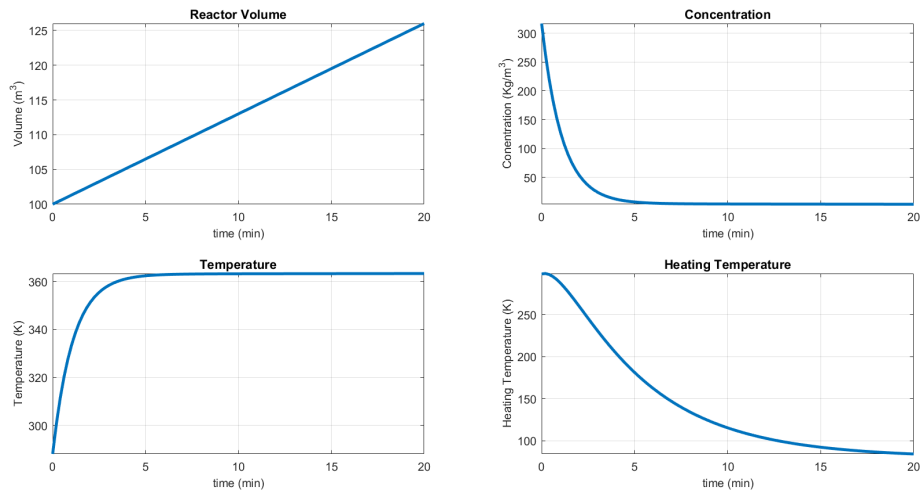 Reactor Volume
125
120
115
110
105
100
Volume (m³)
0 5 10 15 20
time (min)
Concentration
300
250
200
150
100
50
Conentration (Kg/m³)
0 5 10 15 20
time (min)
Temperature
360
340
320
300
Temperature (K)
0 5 10 15 20
time (min)
Heating Temperature
250
200
150
100
Heating Temperature (K)
0 5 10 15 20
time (min)